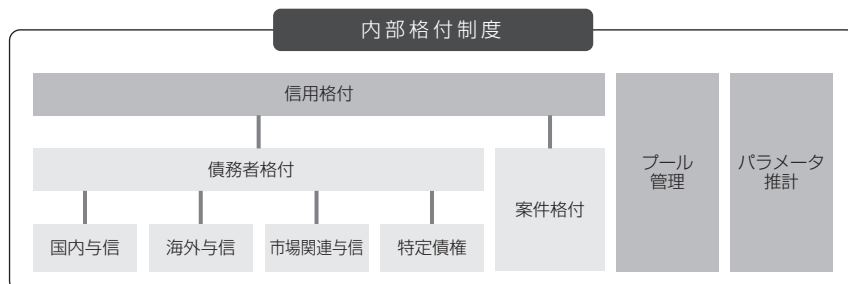 内部格付制度
信用格付
債務者格付
案件格付
国内与信
海外与信
市場関連与信
特定債権
プール
管理
パラメータ
推計